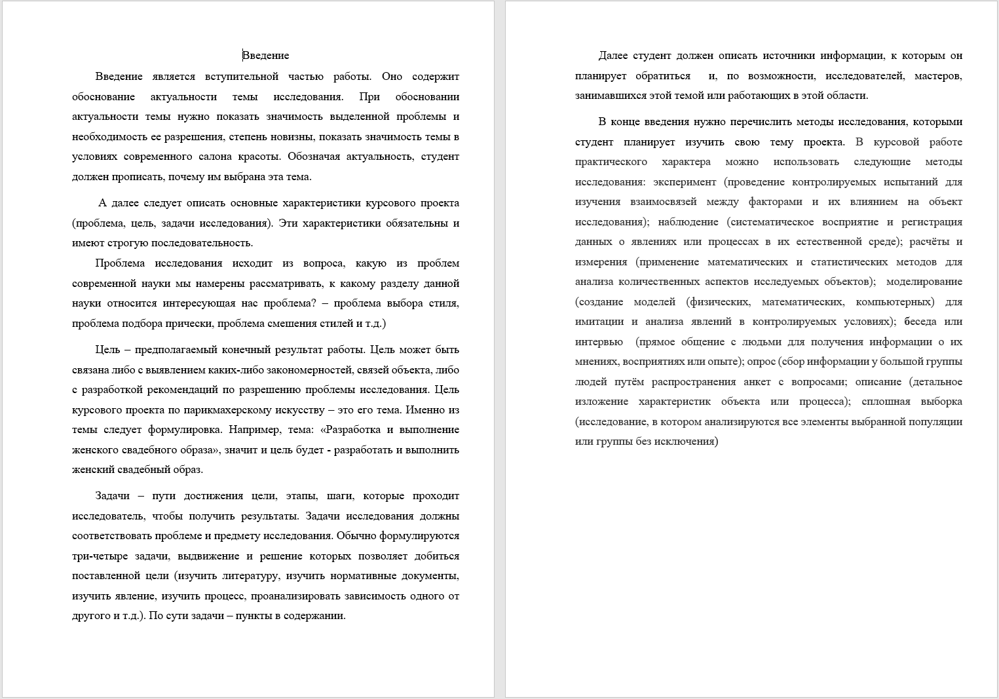 Введение
Введение является вступительной частью работы. Оно содержит
обоснование актуальности темы исследования. При обосновании
актуальности темы нужно показать значимость выделенной проблемы и
необходимость ее разрешения, степень новизны, показать значимость темы в
условиях современного салона красоты. Обозначая актуальность, студент
должен прописать, почему им выбрана эта тема.
А далее следует описать основные характеристики курсового проекта
(проблема, цель, задачи исследования). Эти характеристики обязательны и
имеют строгую последовательность.
Проблема исследования исходит из вопроса, какую из проблем
современной науки мы намерены рассматривать, к какому разделу данной
науки относится интересующая нас проблема? – проблема выбора стиля,
проблема подбора прически, проблема смешения стилей и т.д.)
Цель – предполагаемый конечный результат работы. Цель может быть
связана либо с выявлением каких-либо закономерностей, связей объекта, либо
с разработкой рекомендаций по разрешению проблемы исследования. Цель
курсового проекта по парикмахерскому искусству – это его тема. Именно из
темы следует формулировка. Например, тема: «Разработка и выполнение
женского свадебного образа», значит и цель будет - разработать и выполнить
женский свадебный образ.
Задачи – пути достижения цели, этапы, шаги, которые проходит
исследователь, чтобы получить результаты. Задачи исследования должны
соответствовать проблеме и предмету исследования. Обычно формулируются
три-четыре задачи, выдвижение и решение которых позволяет добиться
поставленной цели (изучить литературу, изучить нормативные документы,
изучить явление, изучить процесс, проанализировать зависимость одного от
другого и т.д.). По сути задачи – пункты в содержании.
Далее студент должен описать источники информации, к которым он
планирует обратиться и, по возможности, исследователей, мастеров,
занимавшихся этой темой или работающих в этой области.
В конце введения нужно перечислить методы исследования, которыми
студент планирует изучить свою тему проекта. В курсовой работе
практического характера можно использовать следующие методы
исследования: эксперимент (проведение контролируемых испытаний для
изучения взаимосвязей между факторами и их влиянием на объект
исследования); наблюдение (систематическое восприятие и регистрация
данных о явлениях или процессах в их естественной среде); расчёты и
измерения (применение математических и статистических методов для
анализа количественных аспектов исследуемых объектов); моделирование
(создание моделей (физических, математических, компьютерных) для
имитации и анализа явлений в контролируемых условиях); беседа или
интервью (прямое общение с людьми для получения информации о их
мнениях, восприятиях или опыте); опрос (сбор информации у большой группы
людей путём распространения анкет с вопросами; описание (детальное
изложение характеристик объекта или процесса); сплошная выборка
(исследование, в котором анализируются все элементы выбранной популяции
или группы без исключения)